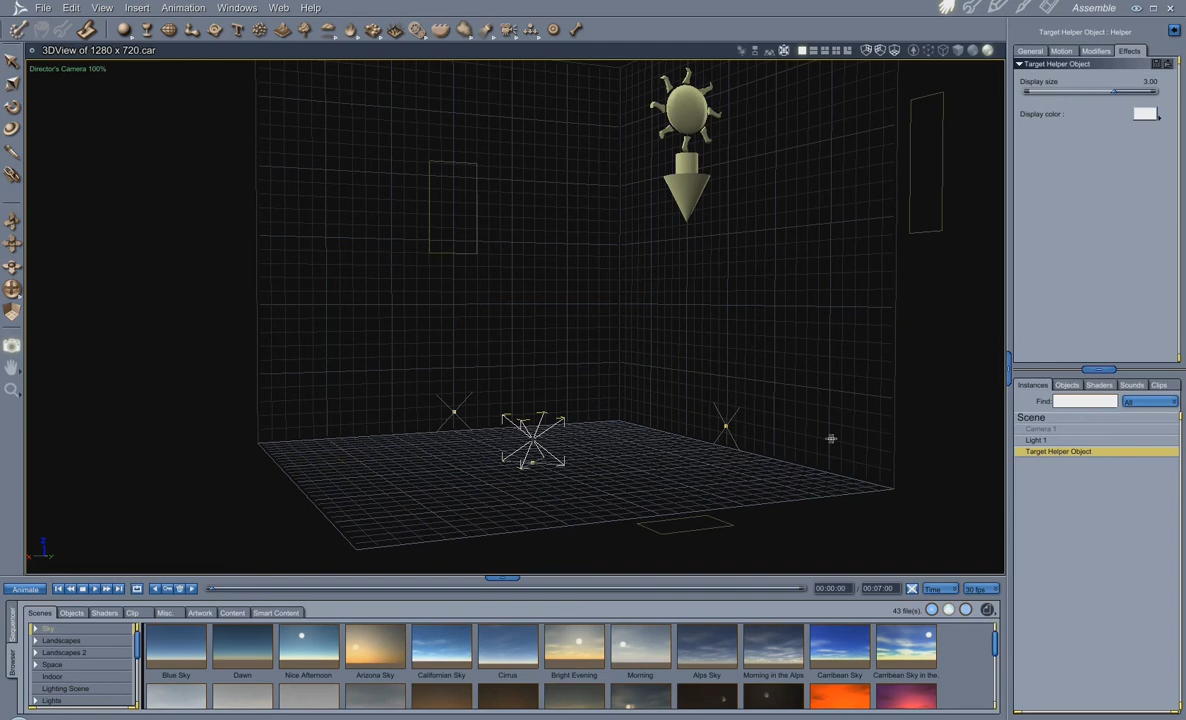 File Edit View Insert Animation Windows Web Help
Assemble
3DView of 1280 x 720.car
Director's Camera 100%
Target Helper Object : Helper
General Motion Modifiers Effects
Target Helper Object
Display size 3.00
Display color :
Instances Objects Shaders Sounds Clips
Find: All
Scene
Camera 1
Light 1
Target Helper Object
Z
X Y
Animate 00:00:00 00:07:00 Time 30 fps
Sequencer
Browser
Scenes Objects Shaders Clip Misc. Artwork Content Smart Content
43 file(s).
Sky
Landscapes
Landscapes 2
Space
Indoor
Lighting Scene
Lights
Blue Sky Dawn Nice Afternoon Arizona Sky Californian Sky Cirrus Bright Evening Morning Alps Sky Morning in the Alps Carribean Sky Carribean Sky in the.